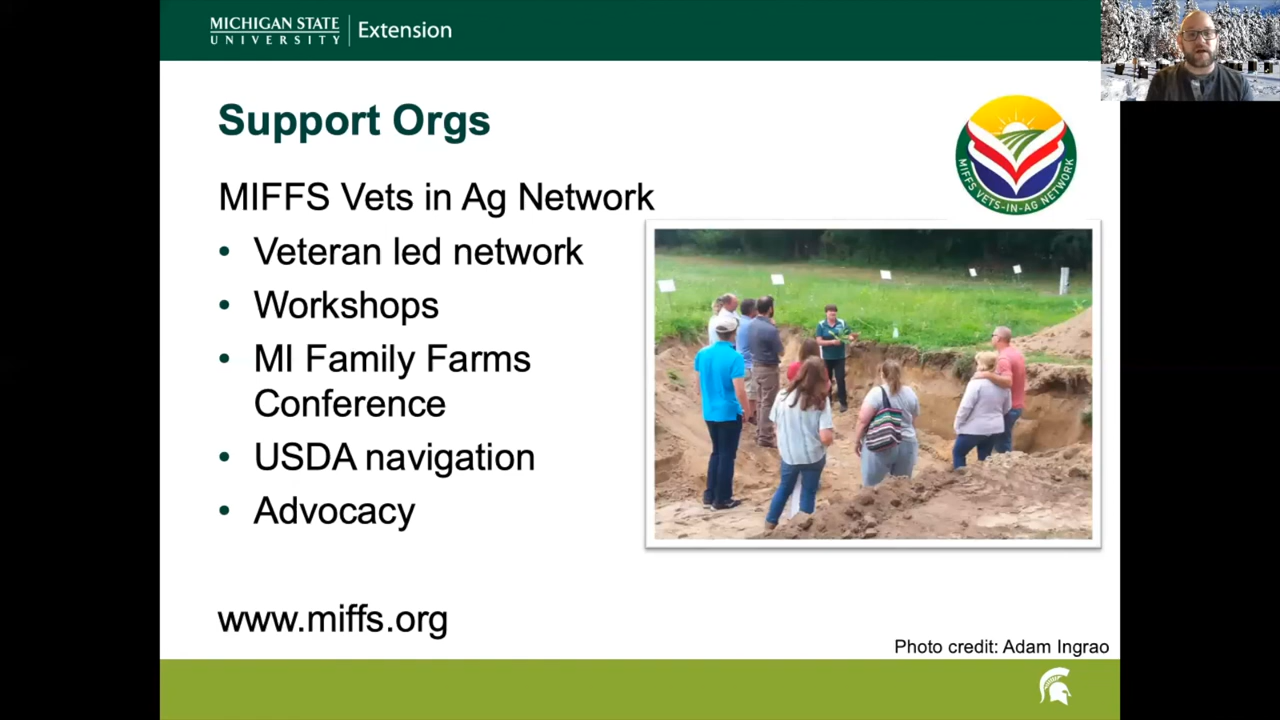 MICHIGAN STATE
UNIVERSITY
Extension
Support Orgs
MIFFS VETS-IN-AG NETWORK
MIFFS Vets in Ag Network
• Veteran led network
• Workshops
• MI Family Farms
Conference
• USDA navigation
• Advocacy
www.miffs.org
Photo credit: Adam Ingrao